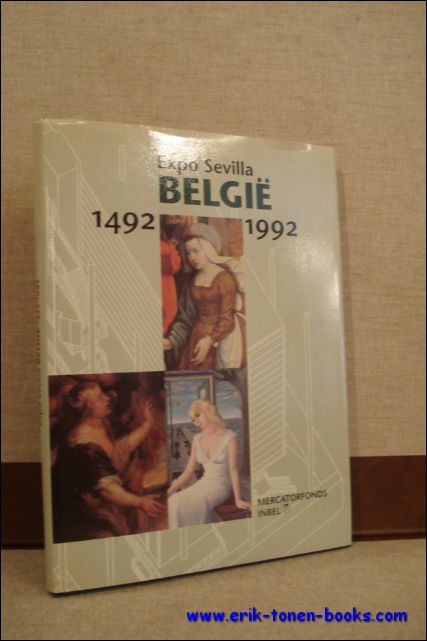 Expo Sevilla
BELGIË
1492 1992
MERCATORFONDS
INBEL
www.erik-tonen-books.com